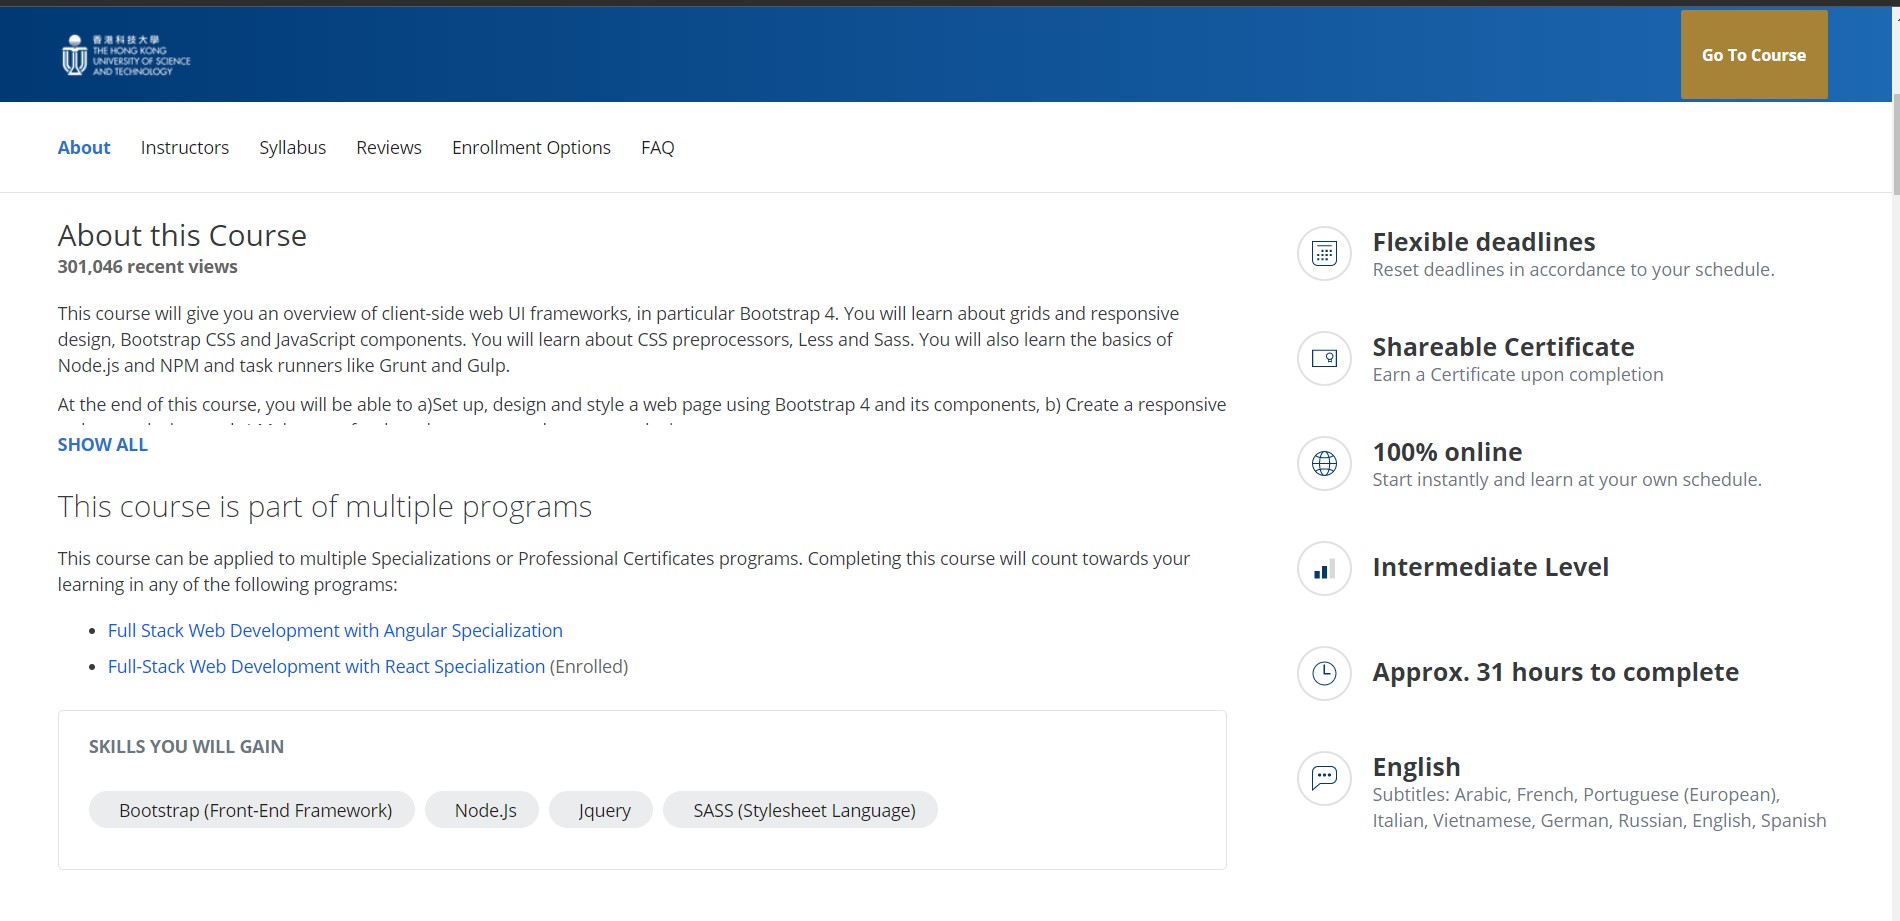 香港科技大學
THE HONG KONG
UNIVERSITY OF SCIENCE
AND TECHNOLOGY
Go To Course
About Instructors Syllabus Reviews Enrollment Options FAQ
About this Course
301,046 recent views
This course will give you an overview of client-side web UI frameworks, in particular Bootstrap 4. You will learn about grids and responsive
design, Bootstrap CSS and JavaScript components. You will learn about CSS preprocessors, Less and Sass. You will also learn the basics of
Node.js and NPM and task runners like Grunt and Gulp.
At the end of this course, you will be able to a)Set up, design and style a web page using Bootstrap 4 and its components, b) Create a responsive
SHOW ALL
This course is part of multiple programs
This course can be applied to multiple Specializations or Professional Certificates programs. Completing this course will count towards your
learning in any of the following programs:
Full Stack Web Development with Angular Specialization
Full-Stack Web Development with React Specialization (Enrolled)
SKILLS YOU WILL GAIN
Bootstrap (Front-End Framework) Node.Js Jquery SASS (Stylesheet Language)
Flexible deadlines
Reset deadlines in accordance to your schedule.
Shareable Certificate
Earn a Certificate upon completion
100% online
Start instantly and learn at your own schedule.
Intermediate Level
Approx. 31 hours to complete
English
Subtitles: Arabic, French, Portuguese (European),
Italian, Vietnamese, German, Russian, English, Spanish